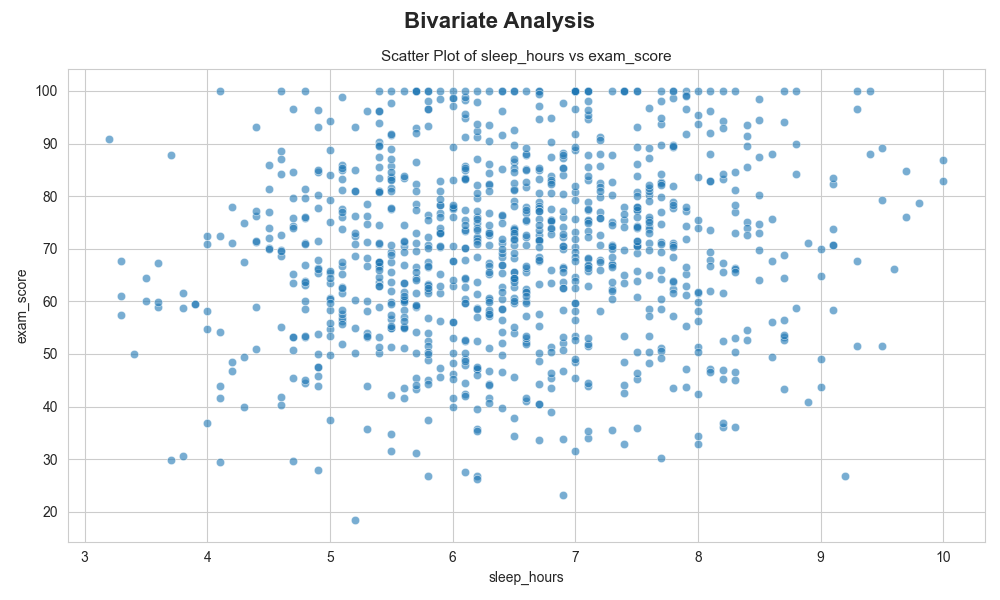 Bivariate Analysis
Scatter Plot of sleep_hours vs exam_score
exam_score
100
90
80
70
60
50
40
30
20
3 4 5 6 7 8 9 10
sleep_hours